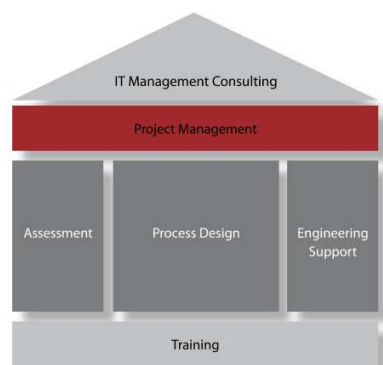 IT Management Consulting
Project Management
Assessment
Process Design
Engineering
Support
Training